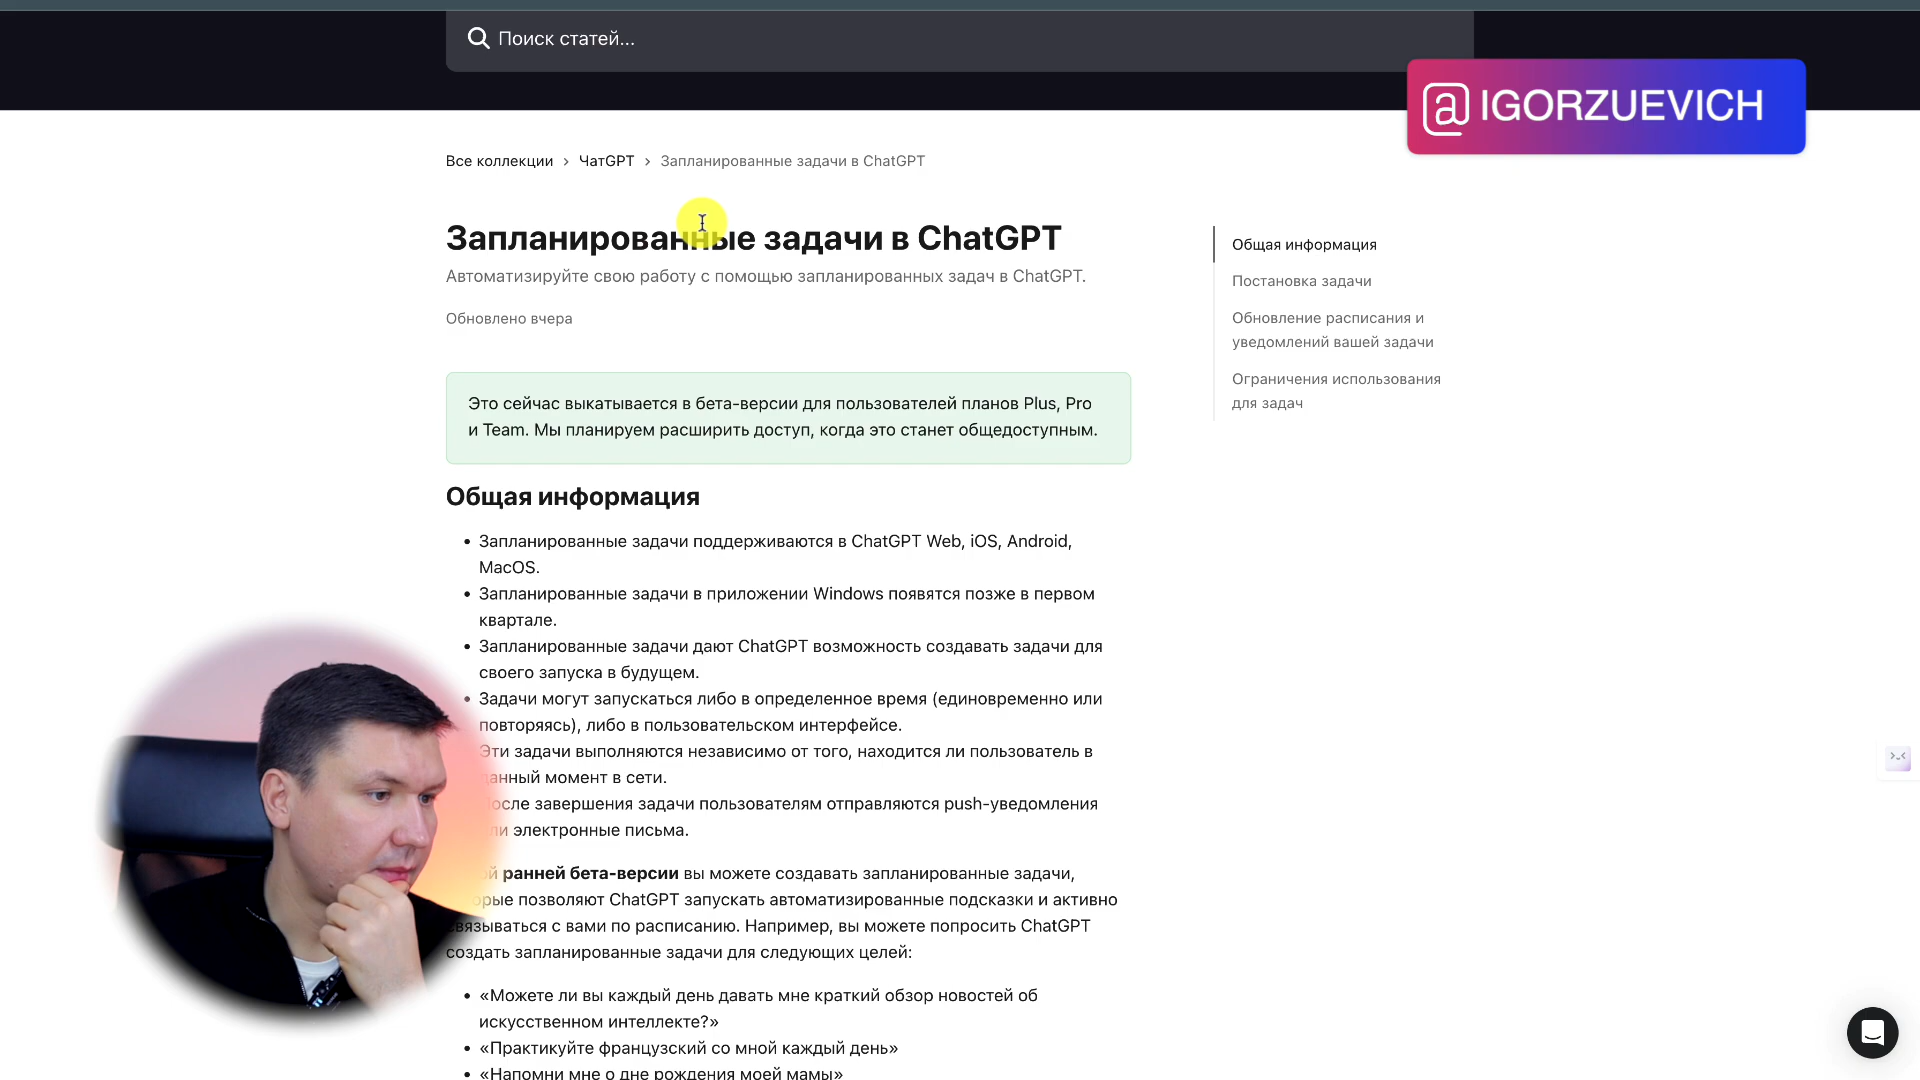 Поиск статей...
@IGORZUEVICH
Все коллекции > ЧатGPT > Запланированные задачи в ChatGPT
Запланированные задачи в ChatGPT
Автоматизируйте свою работу с помощью запланированных задач в ChatGPT.
Обновлено вчера
Общая информация
Постановка задачи
Обновление расписания и
уведомлений вашей задачи
Ограничения использования
для задач
Это сейчас выкатывается в бета-версии для пользователей планов Plus, Pro
и Team. Мы планируем расширить доступ, когда это станет общедоступным.
Общая информация
• Запланированные задачи поддерживаются в ChatGPT Web, iOS, Android,
MacOS.
• Запланированные задачи в приложении Windows появятся позже в первом
квартале.
• Запланированные задачи дают ChatGPT возможность создавать задачи для
своего запуска в будущем.
• Задачи могут запускаться либо в определенное время (единовременно или
повторяясь), либо в пользовательском интерфейсе.
Эти задачи выполняются независимо от того, находится ли пользователь в
данный момент в сети.
После завершения задачи пользователям отправляются push-уведомления
электронные письма.
ранней бета-версии вы можете создавать запланированные задачи,
позволяют ChatGPT запускать автоматизированные подсказки и активно
связываться с вами по расписанию. Например, вы можете попросить ChatGPT
создать запланированные задачи для следующих целей:
• «Можете ли вы каждый день давать мне краткий обзор новостей об
искусственном интеллекте?»
• «Практикуйте французский со мной каждый день»
• «Напомни мне о дне рождения моей мамы»